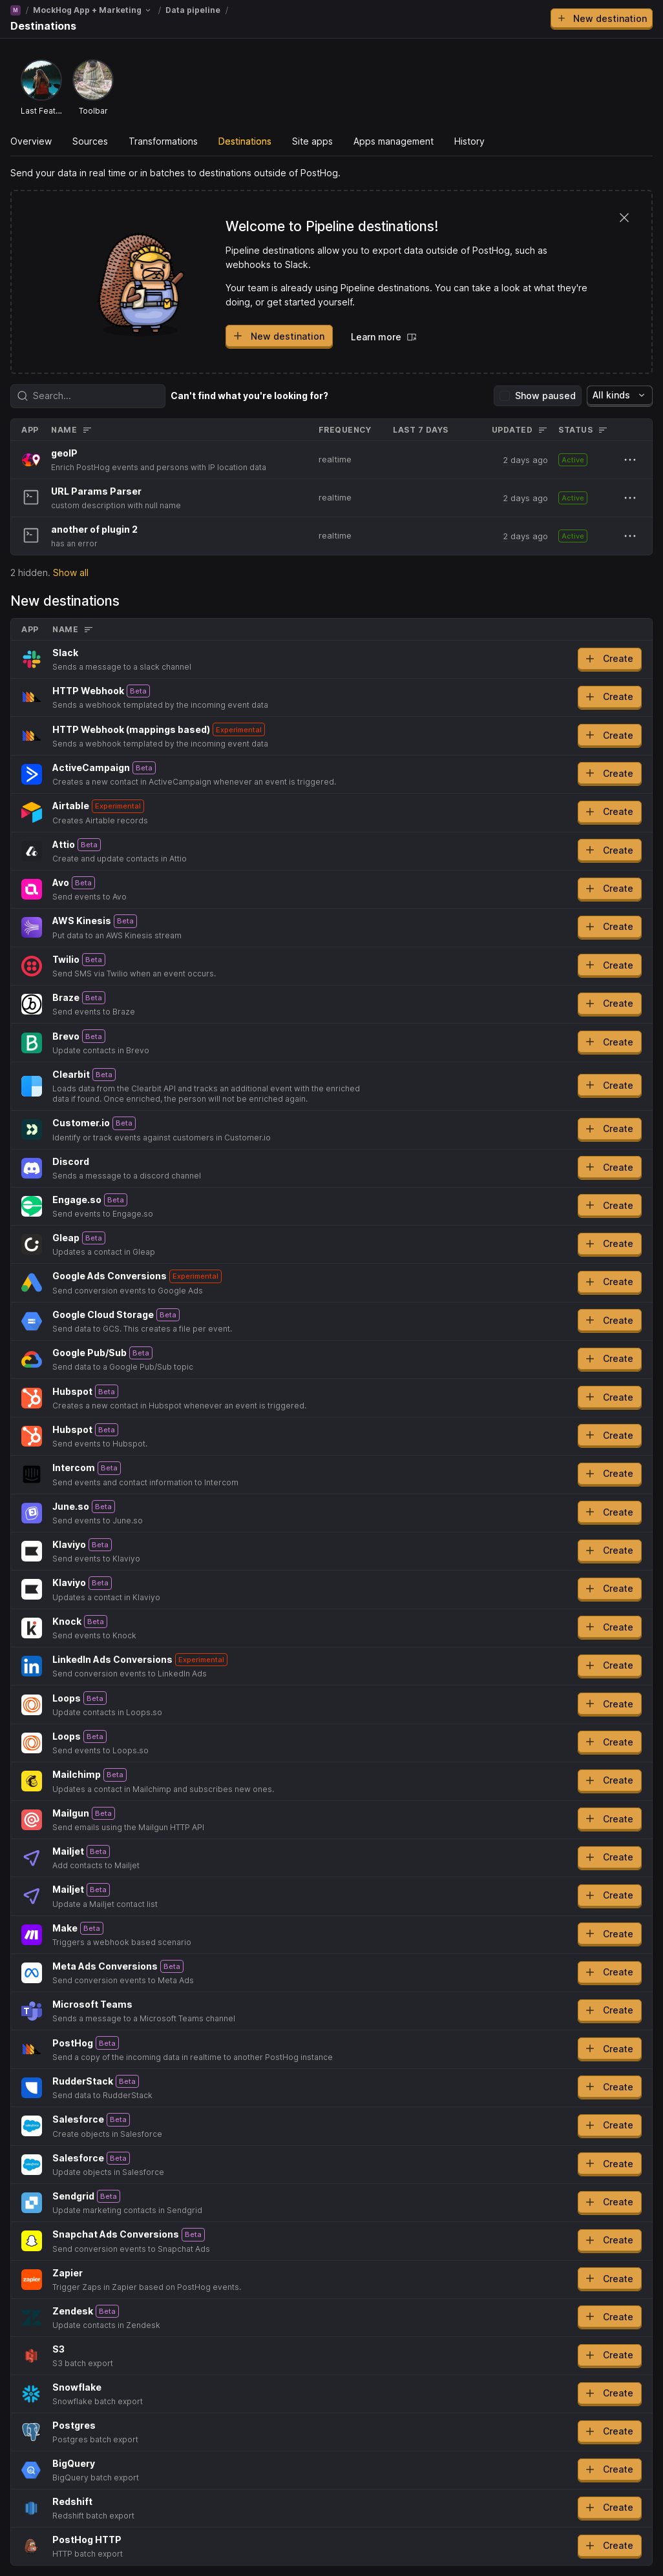 M / MockHog App + Marketing / Data pipeline /
Destinations
New destination
Last Feat...
Toolbar
Overview Sources Transformations Destinations Site apps Apps management History
Send your data in real time or in batches to destinations outside of PostHog.
Welcome to Pipeline destinations!
Pipeline destinations allow you to export data outside of PostHog, such as
webhooks to Slack.
Your team is already using Pipeline destinations. You can take a look at what they're
doing, or get started yourself.
New destination
Learn more
Search...
Can't find what you're looking for?
Show paused
All kinds
APP NAME FREQUENCY LAST 7 DAYS UPDATED STATUS
geoIP
Enrich PostHog events and persons with IP location data
realtime
2 days ago
Active
URL Params Parser
custom description with null name
realtime
2 days ago
Active
another of plugin 2
has an error
realtime
2 days ago
Active
2 hidden. Show all
New destinations
APP NAME
Slack
Sends a message to a slack channel
Create
HTTP Webhook Beta
Sends a webhook templated by the incoming event data
Create
HTTP Webhook (mappings based) Experimental
Sends a webhook templated by the incoming event data
Create
ActiveCampaign Beta
Creates a new contact in ActiveCampaign whenever an event is triggered.
Create
Airtable Experimental
Creates Airtable records
Create
Attio Beta
Create and update contacts in Attio
Create
Avo Beta
Send events to Avo
Create
AWS Kinesis Beta
Put data to an AWS Kinesis stream
Create
Twilio Beta
Send SMS via Twilio when an event occurs.
Create
Braze Beta
Send events to Braze
Create
Brevo Beta
Update contacts in Brevo
Create
Clearbit Beta
Loads data from the Clearbit API and tracks an additional event with the enriched
data if found. Once enriched, the person will not be enriched again.
Create
Customer.io Beta
Identify or track events against customers in Customer.io
Create
Discord
Sends a message to a discord channel
Create
Engage.so Beta
Send events to Engage.so
Create
Gleap Beta
Updates a contact in Gleap
Create
Google Ads Conversions Experimental
Send conversion events to Google Ads
Create
Google Cloud Storage Beta
Send data to GCS. This creates a file per event.
Create
Google Pub/Sub Beta
Send data to a Google Pub/Sub topic
Create
Hubspot Beta
Creates a new contact in Hubspot whenever an event is triggered.
Create
Hubspot Beta
Send events to Hubspot.
Create
Intercom Beta
Send events and contact information to Intercom
Create
June.so Beta
Send events to June.so
Create
Klaviyo Beta
Send events to Klaviyo
Create
Klaviyo Beta
Updates a contact in Klaviyo
Create
Knock Beta
Send events to Knock
Create
LinkedIn Ads Conversions Experimental
Send conversion events to LinkedIn Ads
Create
Loops Beta
Update contacts in Loops.so
Create
Loops Beta
Send events to Loops.so
Create
Mailchimp Beta
Updates a contact in Mailchimp and subscribes new ones.
Create
Mailgun Beta
Send emails using the Mailgun HTTP API
Create
Mailjet Beta
Add contacts to Mailjet
Create
Mailjet Beta
Update a Mailjet contact list
Create
Make Beta
Triggers a webhook based scenario
Create
Meta Ads Conversions Beta
Send conversion events to Meta Ads
Create
Microsoft Teams
Sends a message to a Microsoft Teams channel
Create
PostHog Beta
Send a copy of the incoming data in realtime to another PostHog instance
Create
RudderStack Beta
Send data to RudderStack
Create
Salesforce Beta
Create objects in Salesforce
Create
Salesforce Beta
Update objects in Salesforce
Create
Sendgrid Beta
Update marketing contacts in Sendgrid
Create
Snapchat Ads Conversions Beta
Send conversion events to Snapchat Ads
Create
Zapier
Trigger Zaps in Zapier based on PostHog events.
Create
Zendesk Beta
Update contacts in Zendesk
Create
S3
S3 batch export
Create
Snowflake
Snowflake batch export
Create
Postgres
Postgres batch export
Create
BigQuery
BigQuery batch export
Create
Redshift
Redshift batch export
Create
PostHog HTTP
HTTP batch export
Create